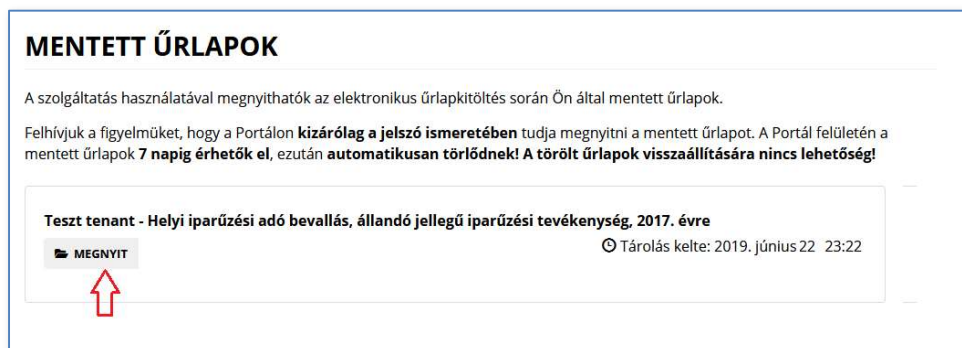 MENTETT ŰRLAPOK
A szolgáltatás használatával megnyithatók az elektronikus űrlapkitöltés során Ön által mentett űrlapok.
Felhívjuk a figyelmüket, hogy a Portálon kizárólag a jelszó ismeretében tudja megnyitni a mentett űrlapot. A Portál felületén a
mentett űrlapok 7 napig érhetők el, ezután automatikusan törlődnek! A törölt űrlapok visszaállítására nincs lehetőség!
Teszt tenant - Helyi iparűzési adó bevallás, állandó jellegű iparűzési tevékenység, 2017. évre
MEGNYIT
Tárolás kelte: 2019. június 22 23:22